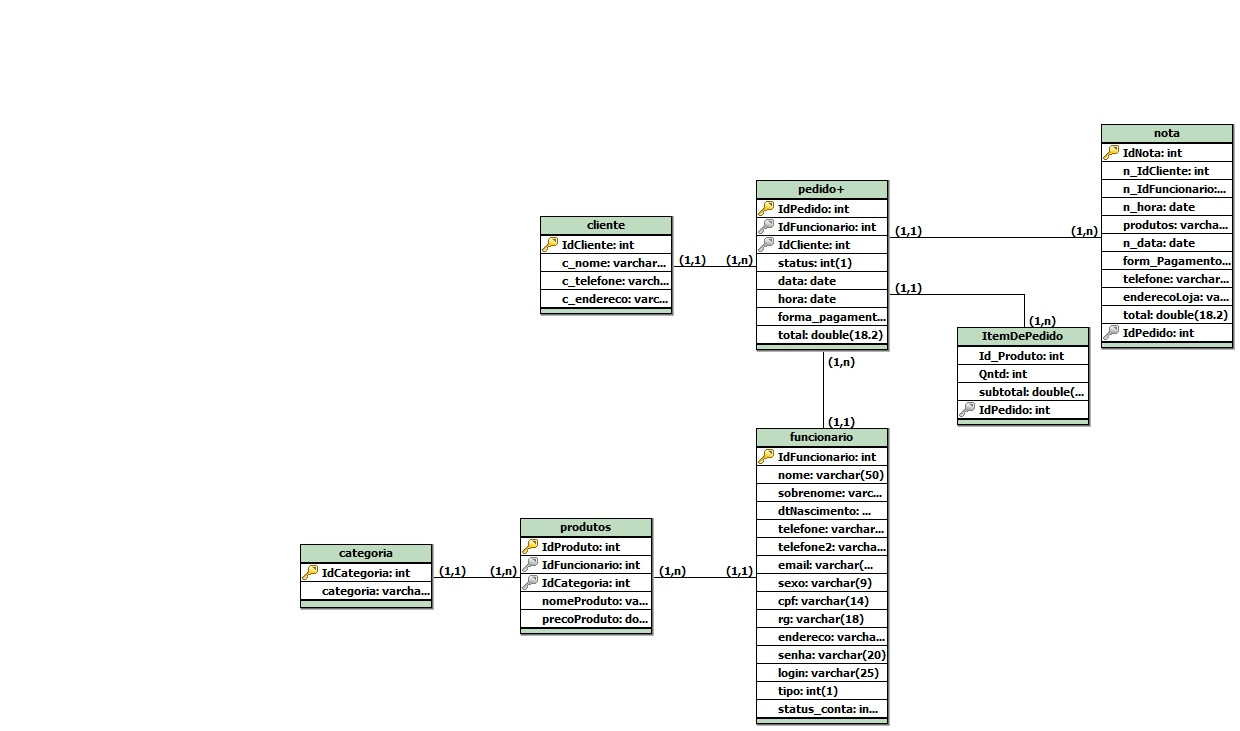 nota
IdNota: int
n_IdCliente: int
n_IdFuncionario:...
n_hora: date
produtos: varcha...
n_data: date
form_Pagamento...
telefone: varchar...
enderecoLoja: va...
total: double(18.2)
IdPedido: int
pedido+
IdPedido: int
IdFuncionario: int
IdCliente: int
status: int(1)
data: date
hora: date
forma_pagament...
total: double(18.2)
cliente
IdCliente: int
c_nome: varchar...
c_telefone: varch...
c_endereco: varc...
(1,1) (1,n)
(1,1) (1,n)
(1,1)
(1,n)
ItemDePedido
Id_Produto: int
Qntd: int
subtotal: double(...
IdPedido: int
(1,n)
(1,1)
funcionario
IdFuncionario: int
nome: varchar(50)
sobrenome: varc...
dtNascimento: ...
telefone: varchar...
telefone2: varcha...
email: varchar(...
sexo: varchar(9)
cpf: varchar(14)
rg: varchar(18)
endereco: varcha...
senha: varchar(20)
login: varchar(25)
tipo: int(1)
status_conta: in...
produtos
IdProduto: int
IdFuncionario: int
IdCategoria: int
nomeProduto: va...
precoProduto: do...
categoria
IdCategoria: int
categoria: varcha...
(1,1) (1,n)
(1,n) (1,1)